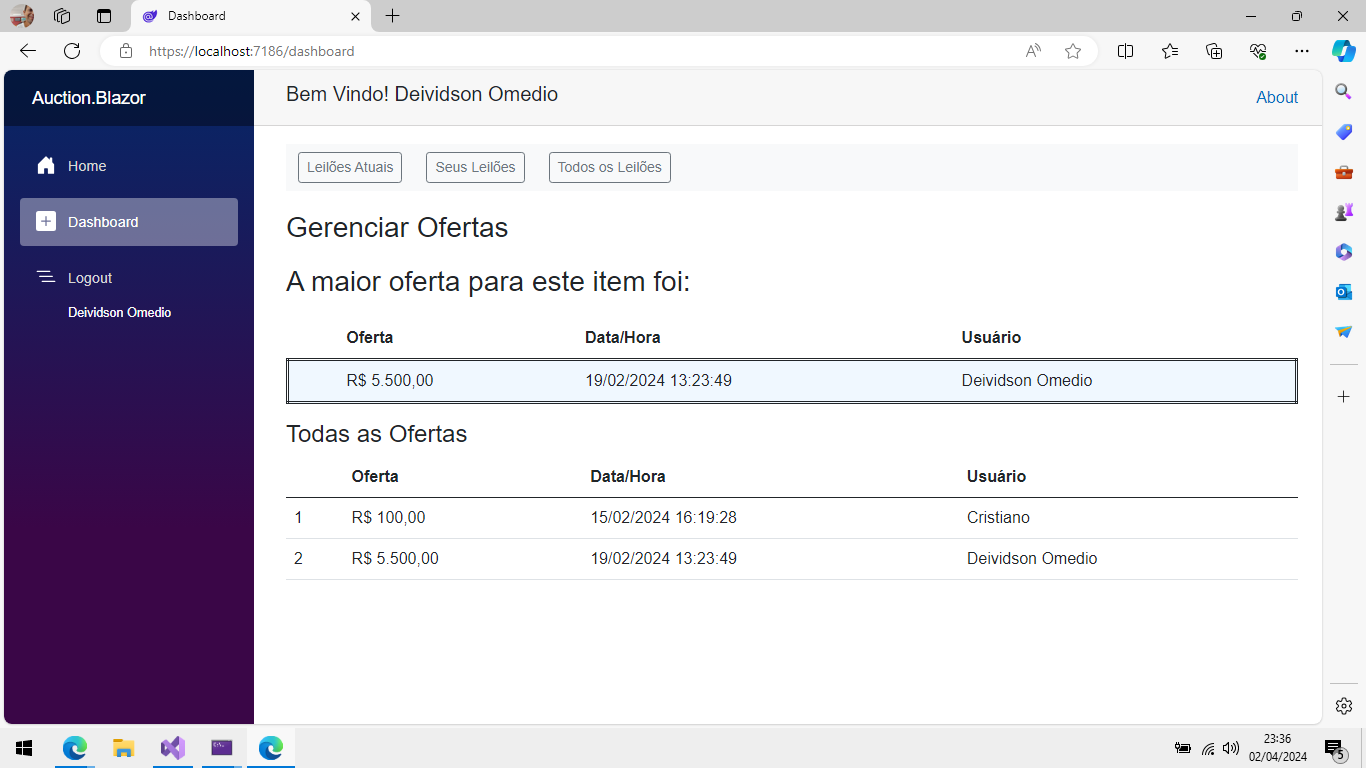 Dashboard
https://localhost:7186/dashboard
Auction.Blazor
Bem Vindo! Deividson Omedio
About
Home
Dashboard
Logout
Deividson Omedio
Leilões Atuais Seus Leilões Todos os Leilões
Gerenciar Ofertas
A maior oferta para este item foi:
Oferta Data/Hora Usuário
R$ 5.500,00 19/02/2024 13:23:49 Deividson Omedio
Todas as Ofertas
Oferta Data/Hora Usuário
1 R$ 100,00 15/02/2024 16:19:28 Cristiano
2 R$ 5.500,00 19/02/2024 13:23:49 Deividson Omedio
23:36
02/04/2024
5